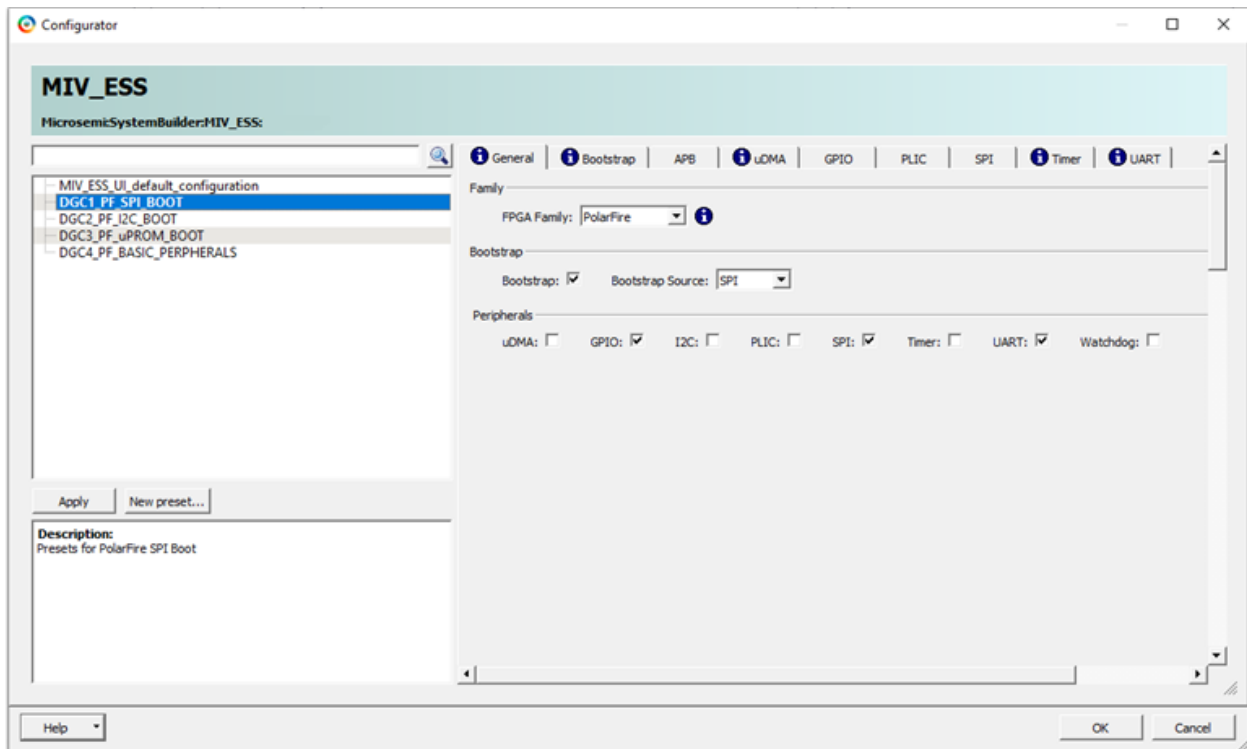 Configurator
MIV_ESS
Microsemi:SystemBuilder:MIV_ESS:
MIV_ESS_UI_default_configuration
DGC1_PF_SPI_BOOT
DGC2_PF_I2C_BOOT
DGC3_PF_uPROM_BOOT
DGC4_PF_BASIC_PERPHERALS
Apply New preset...
Description:
Presets for PolarFire SPI Boot
General Bootstrap APB uDMA GPIO PLIC SPI Timer UART
Family
FPGA Family: PolarFire
Bootstrap
Bootstrap: Bootstrap Source: SPI
Peripherals
uDMA: GPIO: I2C: PLIC: SPI: Timer: UART: Watchdog:
Help OK Cancel